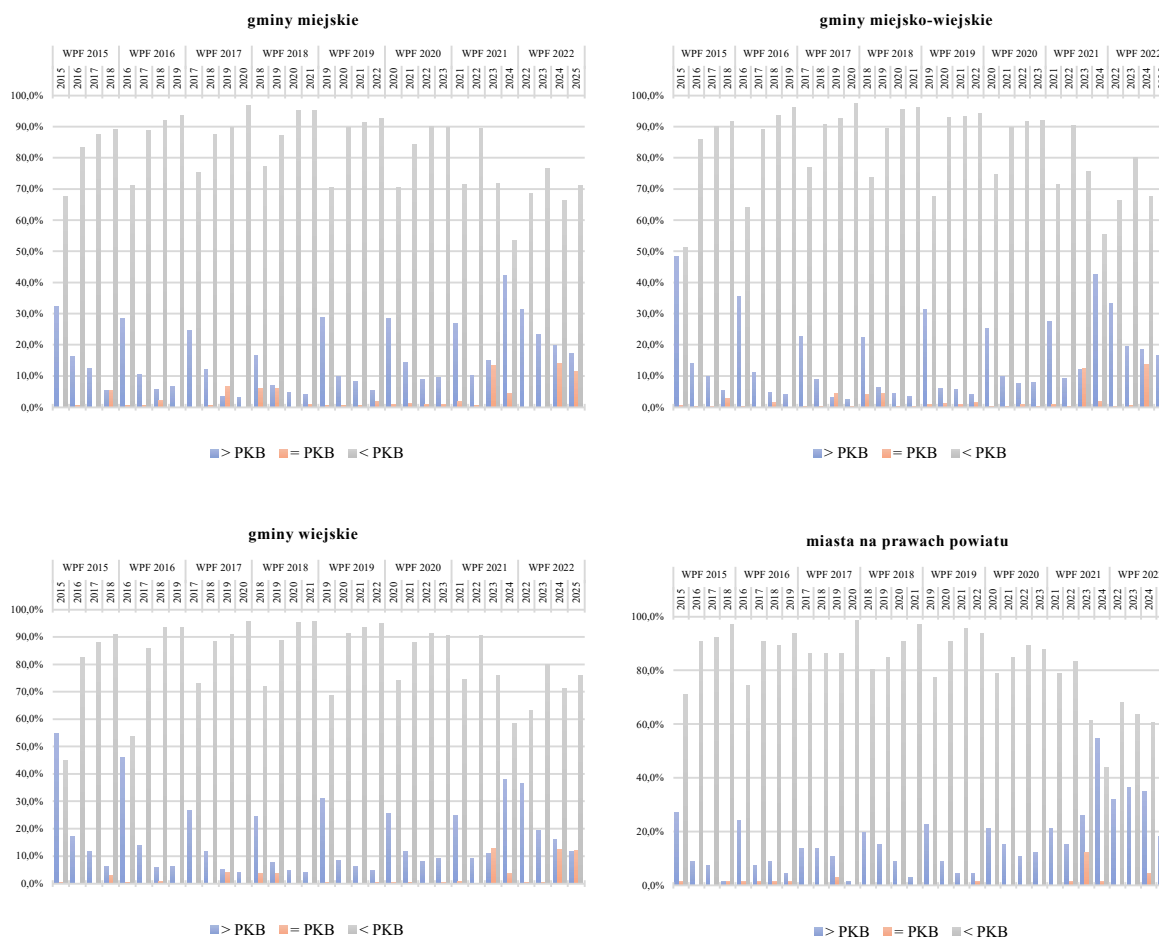 gminy miejskie
WPF 2015 WPF 2016 WPF 2017 WPF 2018 WPF 2019 WPF 2020 WPF 2021 WPF 2022
2015 2016 2017 2018 2016 2017 2018 2019 2017 2018 2019 2020 2018 2019 2020 2021 2019 2020 2021 2022 2020 2021 2022 2023 2021 2022 2023 2024 2022 2023 2024 2025
100,0%
90,0%
80,0%
70,0%
60,0%
50,0%
40,0%
30,0%
20,0%
10,0%
0,0%
> PKB = PKB < PKB
gminy miejsko-wiejskie
WPF 2015 WPF 2016 WPF 2017 WPF 2018 WPF 2019 WPF 2020 WPF 2021 WPF 2022
2015 2016 2017 2018 2016 2017 2018 2019 2017 2018 2019 2020 2018 2019 2020 2021 2019 2020 2021 2022 2020 2021 2022 2023 2021 2022 2023 2024 2022 2023 2024
100,0%
90,0%
80,0%
70,0%
60,0%
50,0%
40,0%
30,0%
20,0%
10,0%
0,0%
> PKB = PKB < PKB
gminy wiejskie
WPF 2015 WPF 2016 WPF 2017 WPF 2018 WPF 2019 WPF 2020 WPF 2021 WPF 2022
2015 2016 2017 2018 2016 2017 2018 2019 2017 2018 2019 2020 2018 2019 2020 2021 2019 2020 2021 2022 2020 2021 2022 2023 2021 2022 2023 2024 2022 2023 2024 2025
100,0%
90,0%
80,0%
70,0%
60,0%
50,0%
40,0%
30,0%
20,0%
10,0%
0,0%
> PKB = PKB < PKB
miasta na prawach powiatu
WPF 2015 WPF 2016 WPF 2017 WPF 2018 WPF 2019 WPF 2020 WPF 2021 WPF 202
2015 2016 2017 2018 2016 2017 2018 2019 2017 2018 2019 2020 2018 2019 2020 2021 2019 2020 2021 2022 2020 2021 2022 2023 2021 2022 2023 2024 2022 2023 2024
100,0%
80,0%
60,0%
40,0%
20,0%
0,0%
> PKB = PKB < PKB